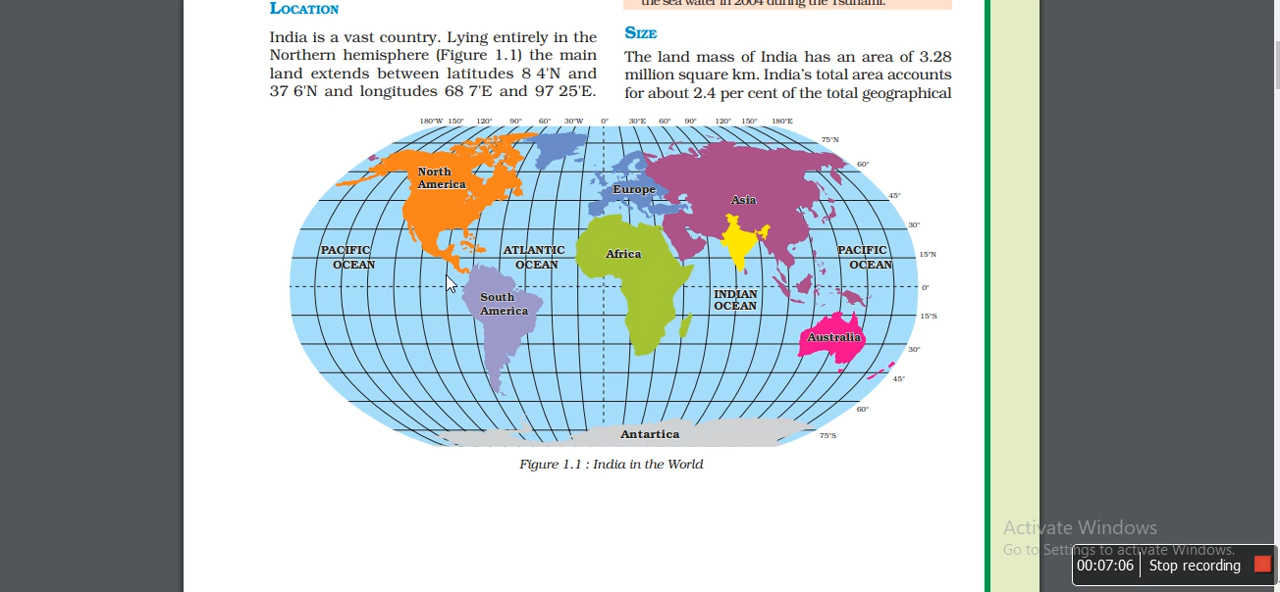 LOCATION
India is a vast country. Lying entirely in the
Northern hemisphere (Figure 1.1) the main
land extends between latitudes 8 4'N and
37 6'N and longitudes 68 7'E and 97 25'E.
the sea water in 2004 during the Tsunami.
SIZE
The land mass of India has an area of 3.28
million square km. India's total area accounts
for about 2.4 per cent of the total geographical
180°W 150° 120° 90° 60° 30°W 0° 30°E 60° 90° 120° 150° 180°E
75°N
60°
45°
30°
15°N
0°
15°S
30°
45°
60°
75°S
North
America
Europe
Asia
PACIFIC
OCEAN
ATLANTIC
OCEAN
Africa
PACIFIC
OCEAN
South
America
INDIAN
OCEAN
Australia
Antartica
Figure 1.1 : India in the World
Activate Windows
Go to Settings to activate Windows.
00:07:06 Stop recording